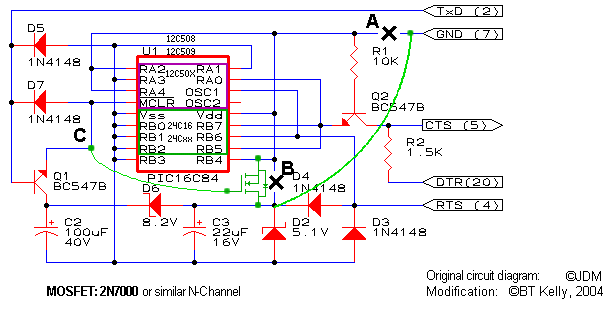 TxD (2)
A
GND (7)
D5
1N4148
U1
12C508
12C509
R1
10K
RA2
12C50X
RA1
RA3
RA0
RA4
OSC1
MCLR
OSC2
D7
1N4148
Q2
BC547B
Vss
Vdd
RB0
24C16
RB7
RB1
24Cxx
RB6
RB2
RB5
RB3
RB4
CTS (5)
C
R2
1.5K
PIC16C84
B
Q1
BC547B
D6
8.2V
D4
1N4148
DTR(20)
RTS (4)
C2
100uF
40V
C3
22uF
16V
D2
5.1V
D3
1N4148
Original circuit diagram: ©JDM
MOSFET: 2N7000 or similar N-Channel
Modification: ©BT Kelly, 2004